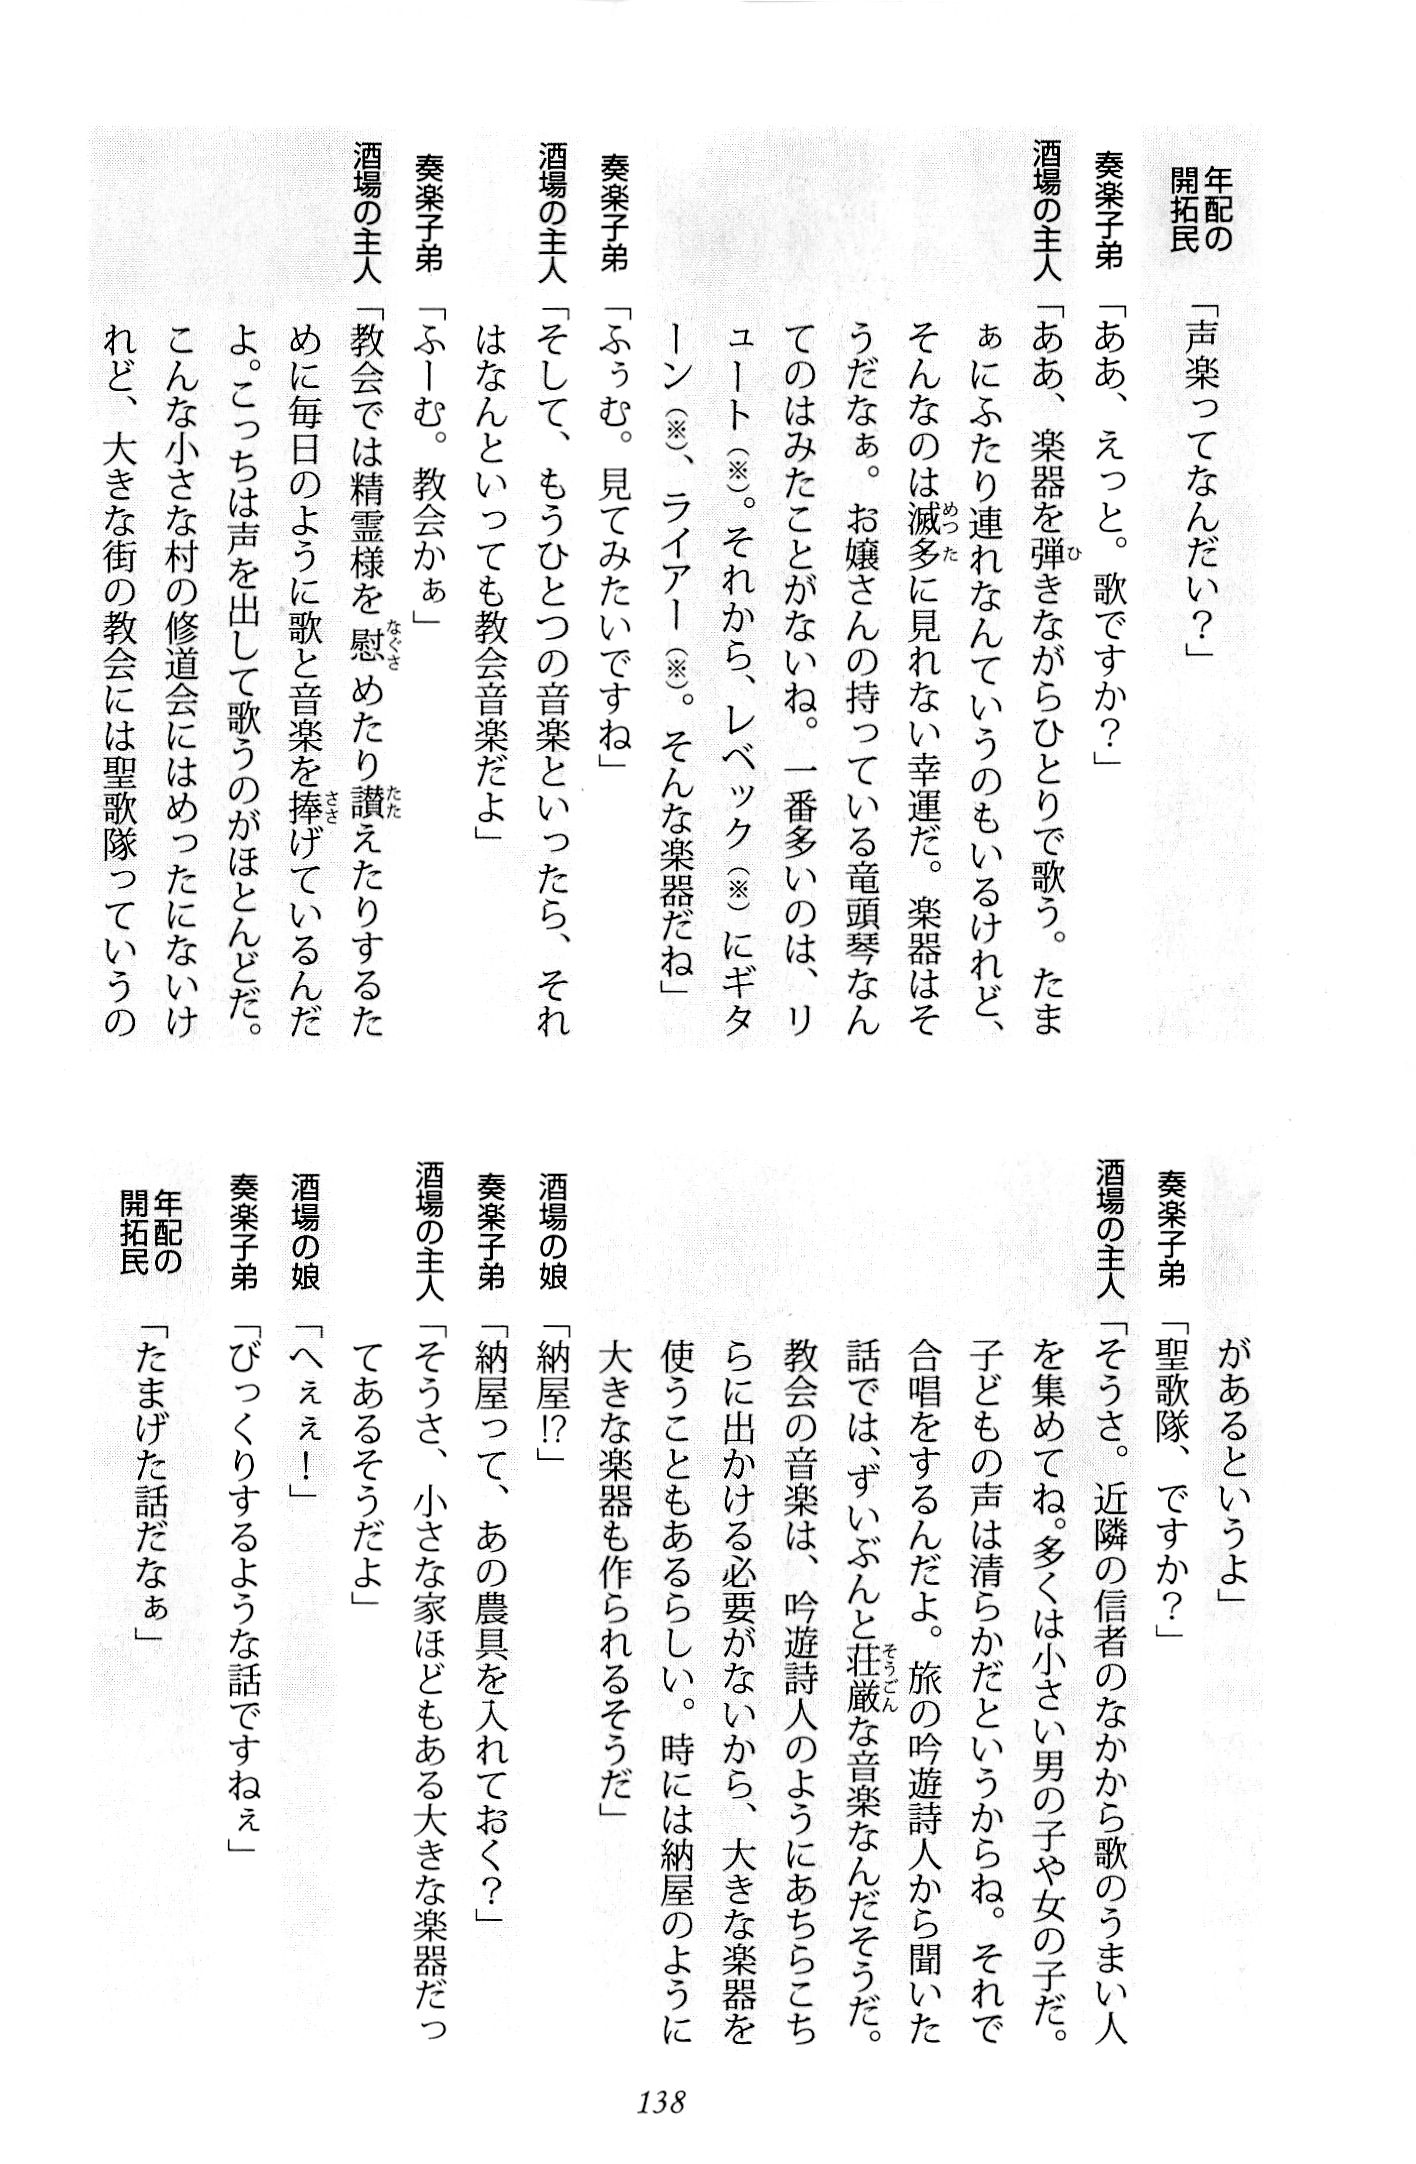 年配の
開拓民
「声楽ってなんだい？」
奏楽子弟「ああ、えっと。歌ですか？」
酒場の主人「ああ、楽器を弾きながらひとりで歌う。たま
ぁにふたり連れなんていうのもいるけれど、
そんなのは滅多に見れない幸運だ。楽器はそ
うだなぁ。お嬢さんの持っている竜頭琴なん
てのはみたことがないね。一番多いのは、リ
ュート（※）。それから、レベック（※）にギタ
ーン（※）、ライアー（※）。そんな楽器だね」
奏楽子弟「ふぅむ。見てみたいですね」
酒場の主人「そして、もうひとつの音楽といったら、それ
はなんといっても教会音楽だよ」
奏楽子弟「ふーむ。教会かぁ」
酒場の主人「教会では精霊様を慰めたり讃えたりするた
めに毎日のように歌と音楽を捧げているんだ
よ。こっちは声を出して歌うのがほとんどだ。
こんな小さな村の修道会にはめったにないけ
れど、大きな街の教会には聖歌隊っていうの
があるというよ」
奏楽子弟「聖歌隊、ですか？」
酒場の主人「そうさ。近隣の信者のなかから歌のうまい人
を集めてね。多くは小さい男の子や女の子だ。
子どもの声は清らかだというからね。それで
合唱をするんだよ。旅の吟遊詩人から聞いた
話では、ずいぶんと荘厳な音楽なんだそうだ。
教会の音楽は、吟遊詩人のようにあちらこち
らに出かける必要がないから、大きな楽器を
使うこともあるらしい。時には納屋のように
大きな楽器も作られるそうだ」
酒場の娘「納屋!?」
奏楽子弟「納屋って、あの農具を入れておく？」
酒場の主人「そうさ、小さな家ほどもある大きな楽器だっ
てあるそうだよ」
酒場の娘「へぇぇ！」
奏楽子弟「びっくりするような話ですねぇ」
年配の
開拓民
「たまげた話だなぁ」
138